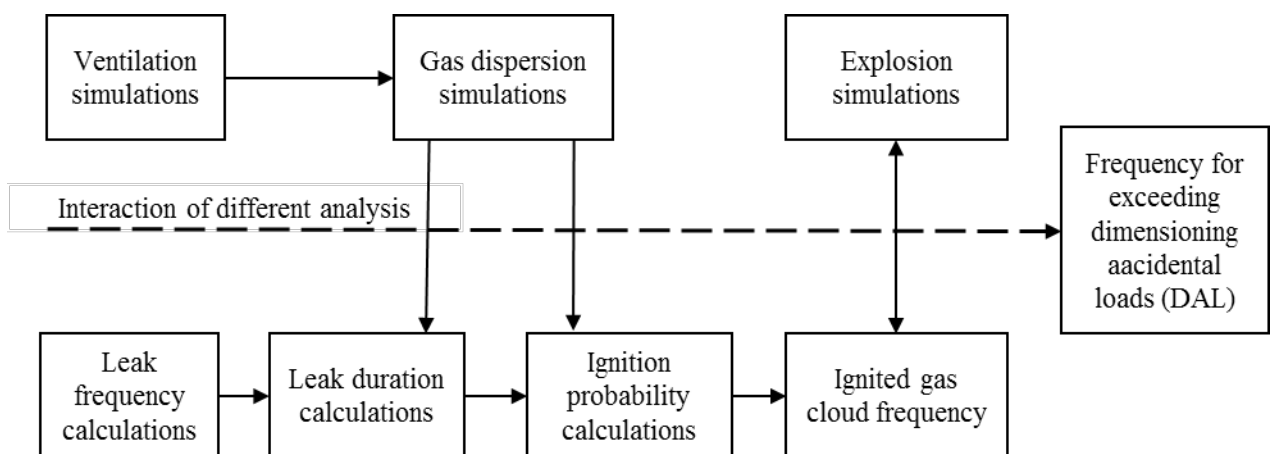 Ventilation
simulations
Gas dispersion
simulations
Explosion
simulations
Frequency for
exceeding
dimensioning
aacidental
loads (DAL)
Interaction of different analysis
Leak
frequency
calculations
Leak duration
calculations
Ignition
probability
calculations
Ignited gas
cloud frequency